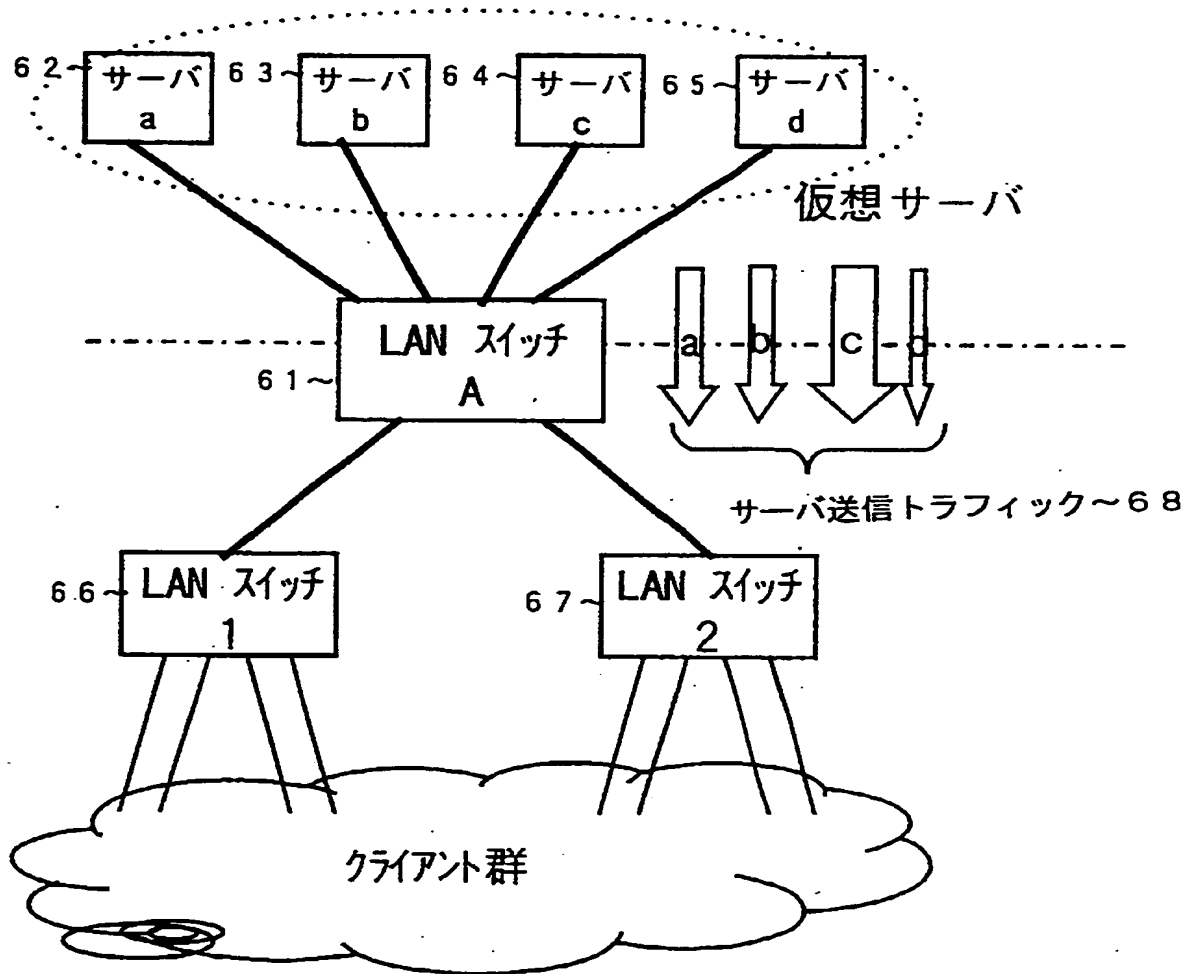 ６２～ サーバ a
６３～ サーバ b
６４～ サーバ c
６５～ サーバ d
仮想サーバ
６１～ LAN スイッチ A
a b c d
サーバ送信トラフィック～６８
６６～ LAN スイッチ 1
６７～ LAN スイッチ 2
クライアント群